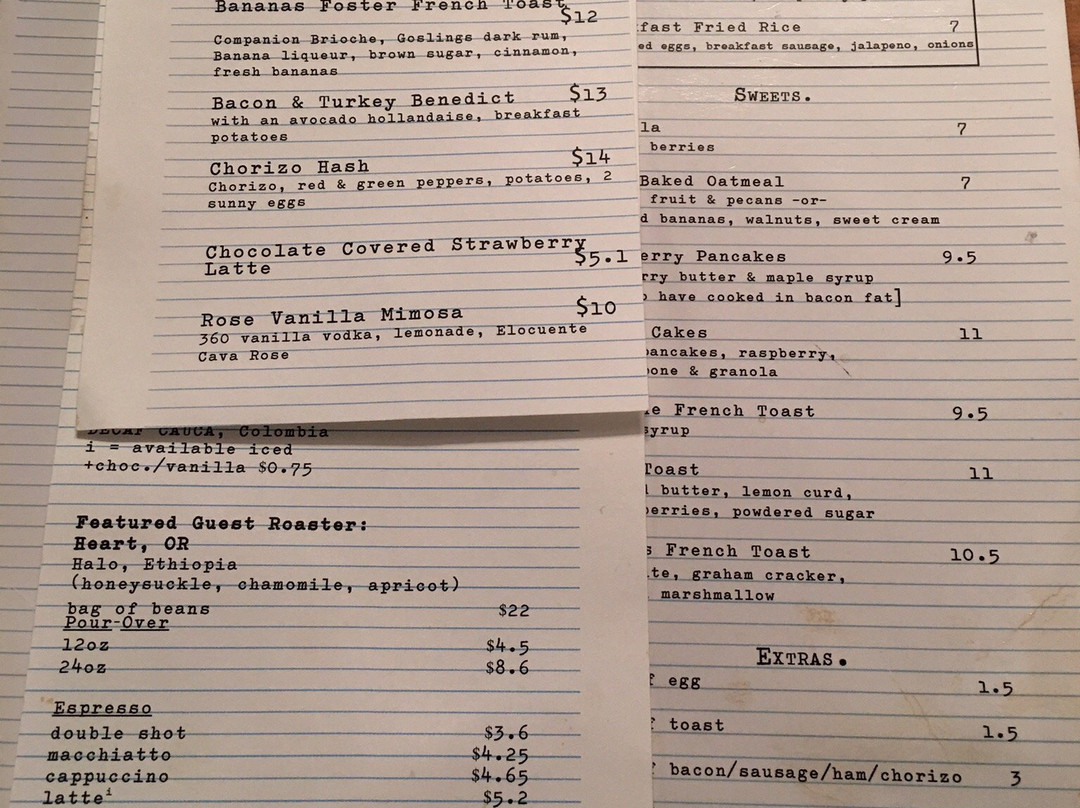 Bananas Foster French Toast $12
Companion Brioche, Goslings dark rum,
Banana liqueur, brown sugar, cinnamon,
fresh bananas
Bacon & Turkey Benedict $13
with an avocado hollandaise, breakfast
potatoes
Chorizo Hash $14
Chorizo, red & green peppers, potatoes, 2
sunny eggs
Chocolate Covered Strawberry $5.1
Latte
Rose Vanilla Mimosa $10
360 vanilla vodka, lemonade, Elocuente
Cava Rose
DECAF CAUCA, Colombia
i = available iced
+choc./vanilla $0.75
Featured Guest Roaster:
Heart, OR
Halo, Ethiopia
(honeysuckle, chamomile, apricot)
bag of beans $22
Pour-Over
12oz $4.5
24oz $8.6
Espresso
double shot $3.6
macchiatto $4.25
cappuccino $4.65
latteⁱ $5.2
Fried Rice 7
eggs, breakfast sausage, jalapeno, onions
SWEETS.
7
berries
Baked Oatmeal 7
fruit & pecans -or-
bananas, walnuts, sweet cream
Pancakes 9.5
butter & maple syrup
have cooked in bacon fat]
Cakes 11
pancakes, raspberry,
& granola
French Toast 9.5
syrup
Toast 11
butter, lemon curd,
powdered sugar
French Toast 10.5
graham cracker,
marshmallow
EXTRAS.
egg 1.5
toast 1.5
bacon/sausage/ham/chorizo 3